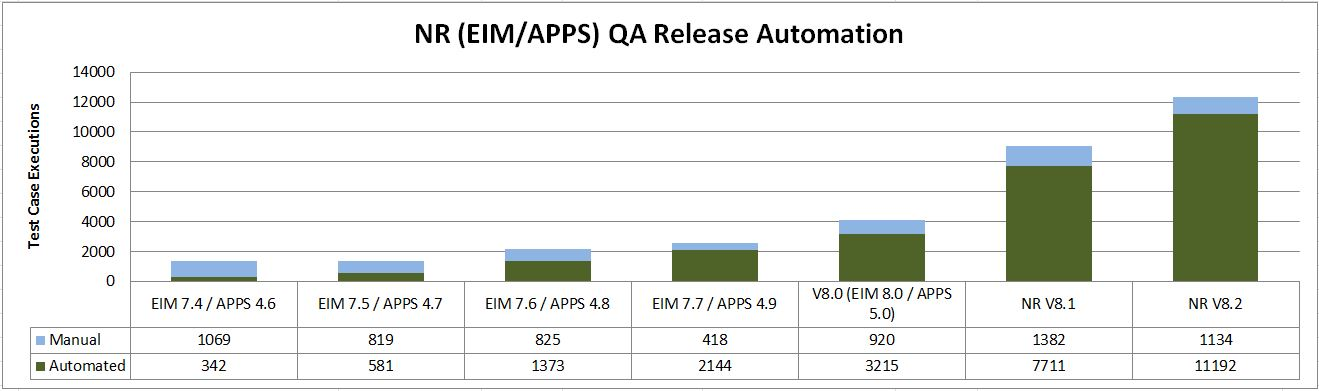 NR (EIM/APPS) QA Release Automation
Test Case Executions
14000
12000
10000
8000
6000
4000
2000
0
EIM 7.4 / APPS 4.6 EIM 7.5 / APPS 4.7 EIM 7.6 / APPS 4.8 EIM 7.7 / APPS 4.9 V8.0 (EIM 8.0 / APPS 5.0) NR V8.1 NR V8.2
Manual 1069 819 825 418 920 1382 1134
Automated 342 581 1373 2144 3215 7711 11192